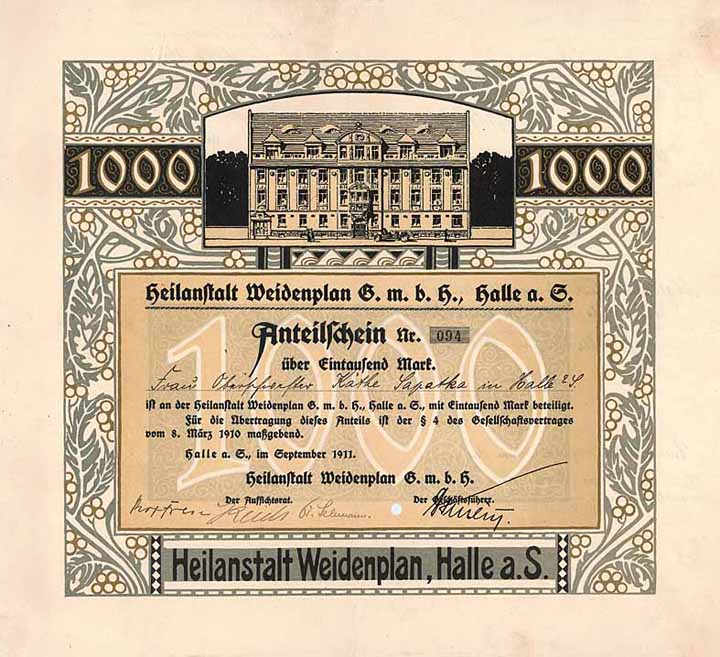 1000 1000
Heilanstalt Weidenplan G. m. b. H., Halle a. S.
1000
Anteilschein Nr. 094
über Eintausend Mark.
Frau Käthe in Halle a/S
ist an der Heilanstalt Weidenplan G. m. b. H., Halle a. S., mit Eintausend Mark beteiligt.
Für die Übertragung dieses Anteils ist der § 4 des Gesellschaftsvertrages
vom 8. März 1910 maßgebend.
Halle a. S., im September 1911.
Heilanstalt Weidenplan G. m. b. H.
Der Aufsichtsrat. Der Geschäftsführer.
Heilanstalt Weidenplan, Halle a. S.